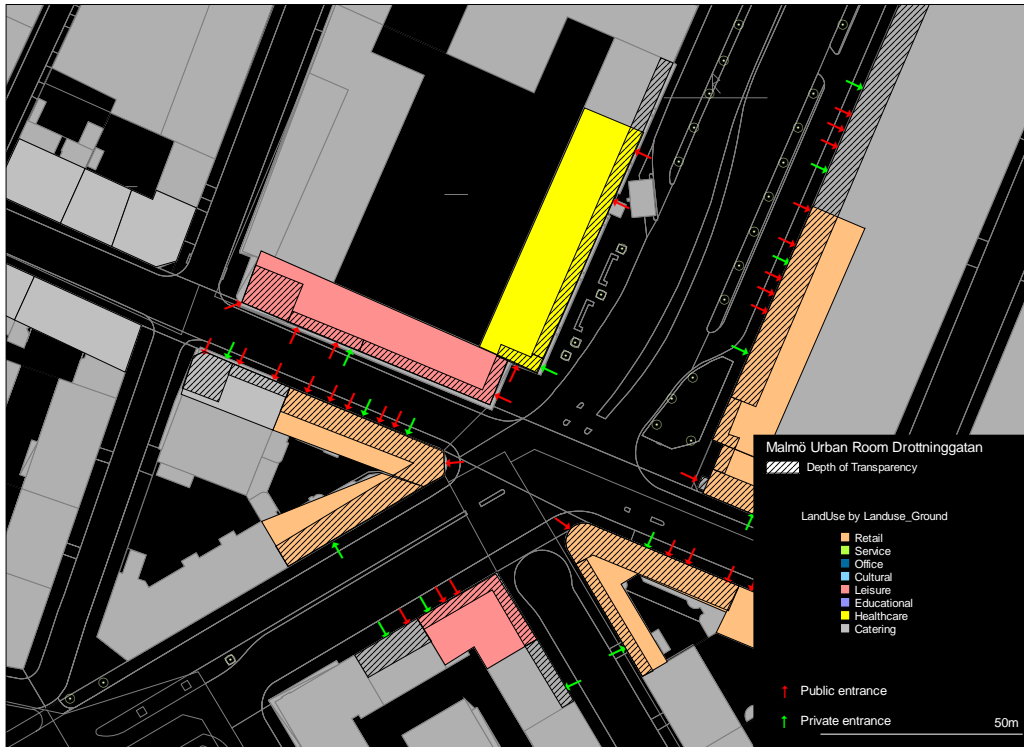 Malmö Urban Room Drottninggatan
Depth of Transparency
LandUse by Landuse_Ground
Retail
Service
Office
Cultural
Leisure
Educational
Healthcare
Catering
Public entrance
Private entrance
50m